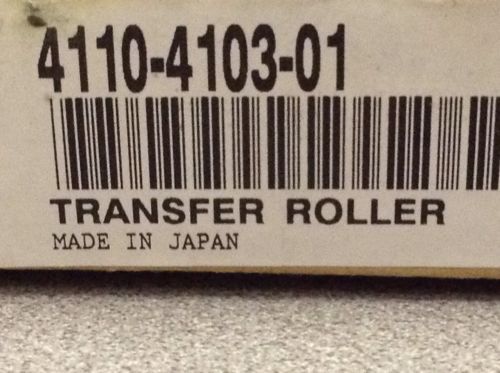 4110-4103-01
TRANSFER ROLLER
MADE IN JAPAN